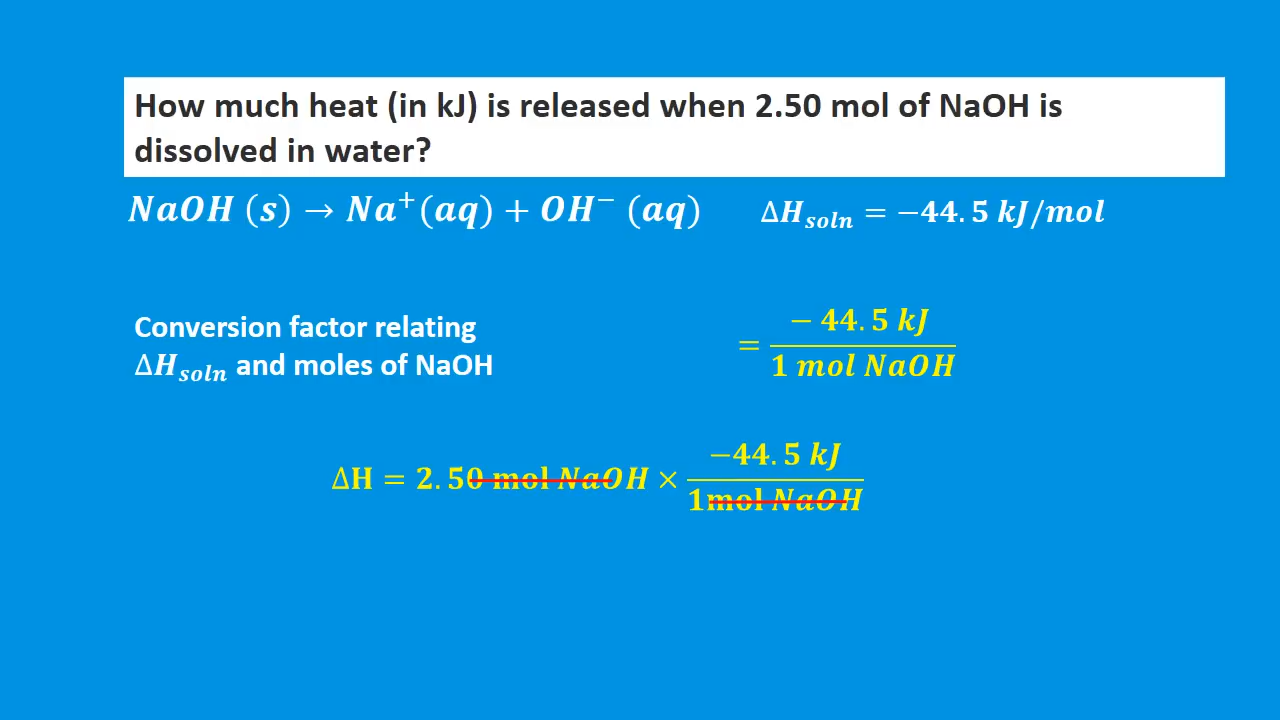 How much heat (in kJ) is released when 2.50 mol of NaOH is
dissolved in water?
NaOH (s) → Na⁺(aq) + OH⁻ (aq) ΔHₛₒₗₙ = −44.5 kJ/mol
Conversion factor relating
ΔHₛₒₗₙ and moles of NaOH
= −44.5 kJ / 1 mol NaOH
ΔH = 2.50 mol NaOH × −44.5 kJ / 1mol NaOH